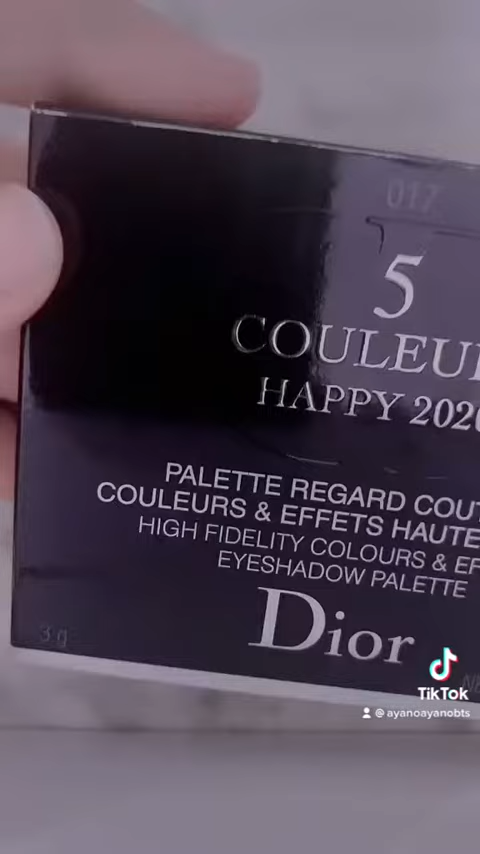 017
5
COULEU
HAPPY 2020
PALETTE REGARD COUT
COULEURS & EFFETS HAUTE
HIGH FIDELITY COLOURS & EF
EYESHADOW PALETTE
Dior
3 g
TikTok
@ayanoayanobts